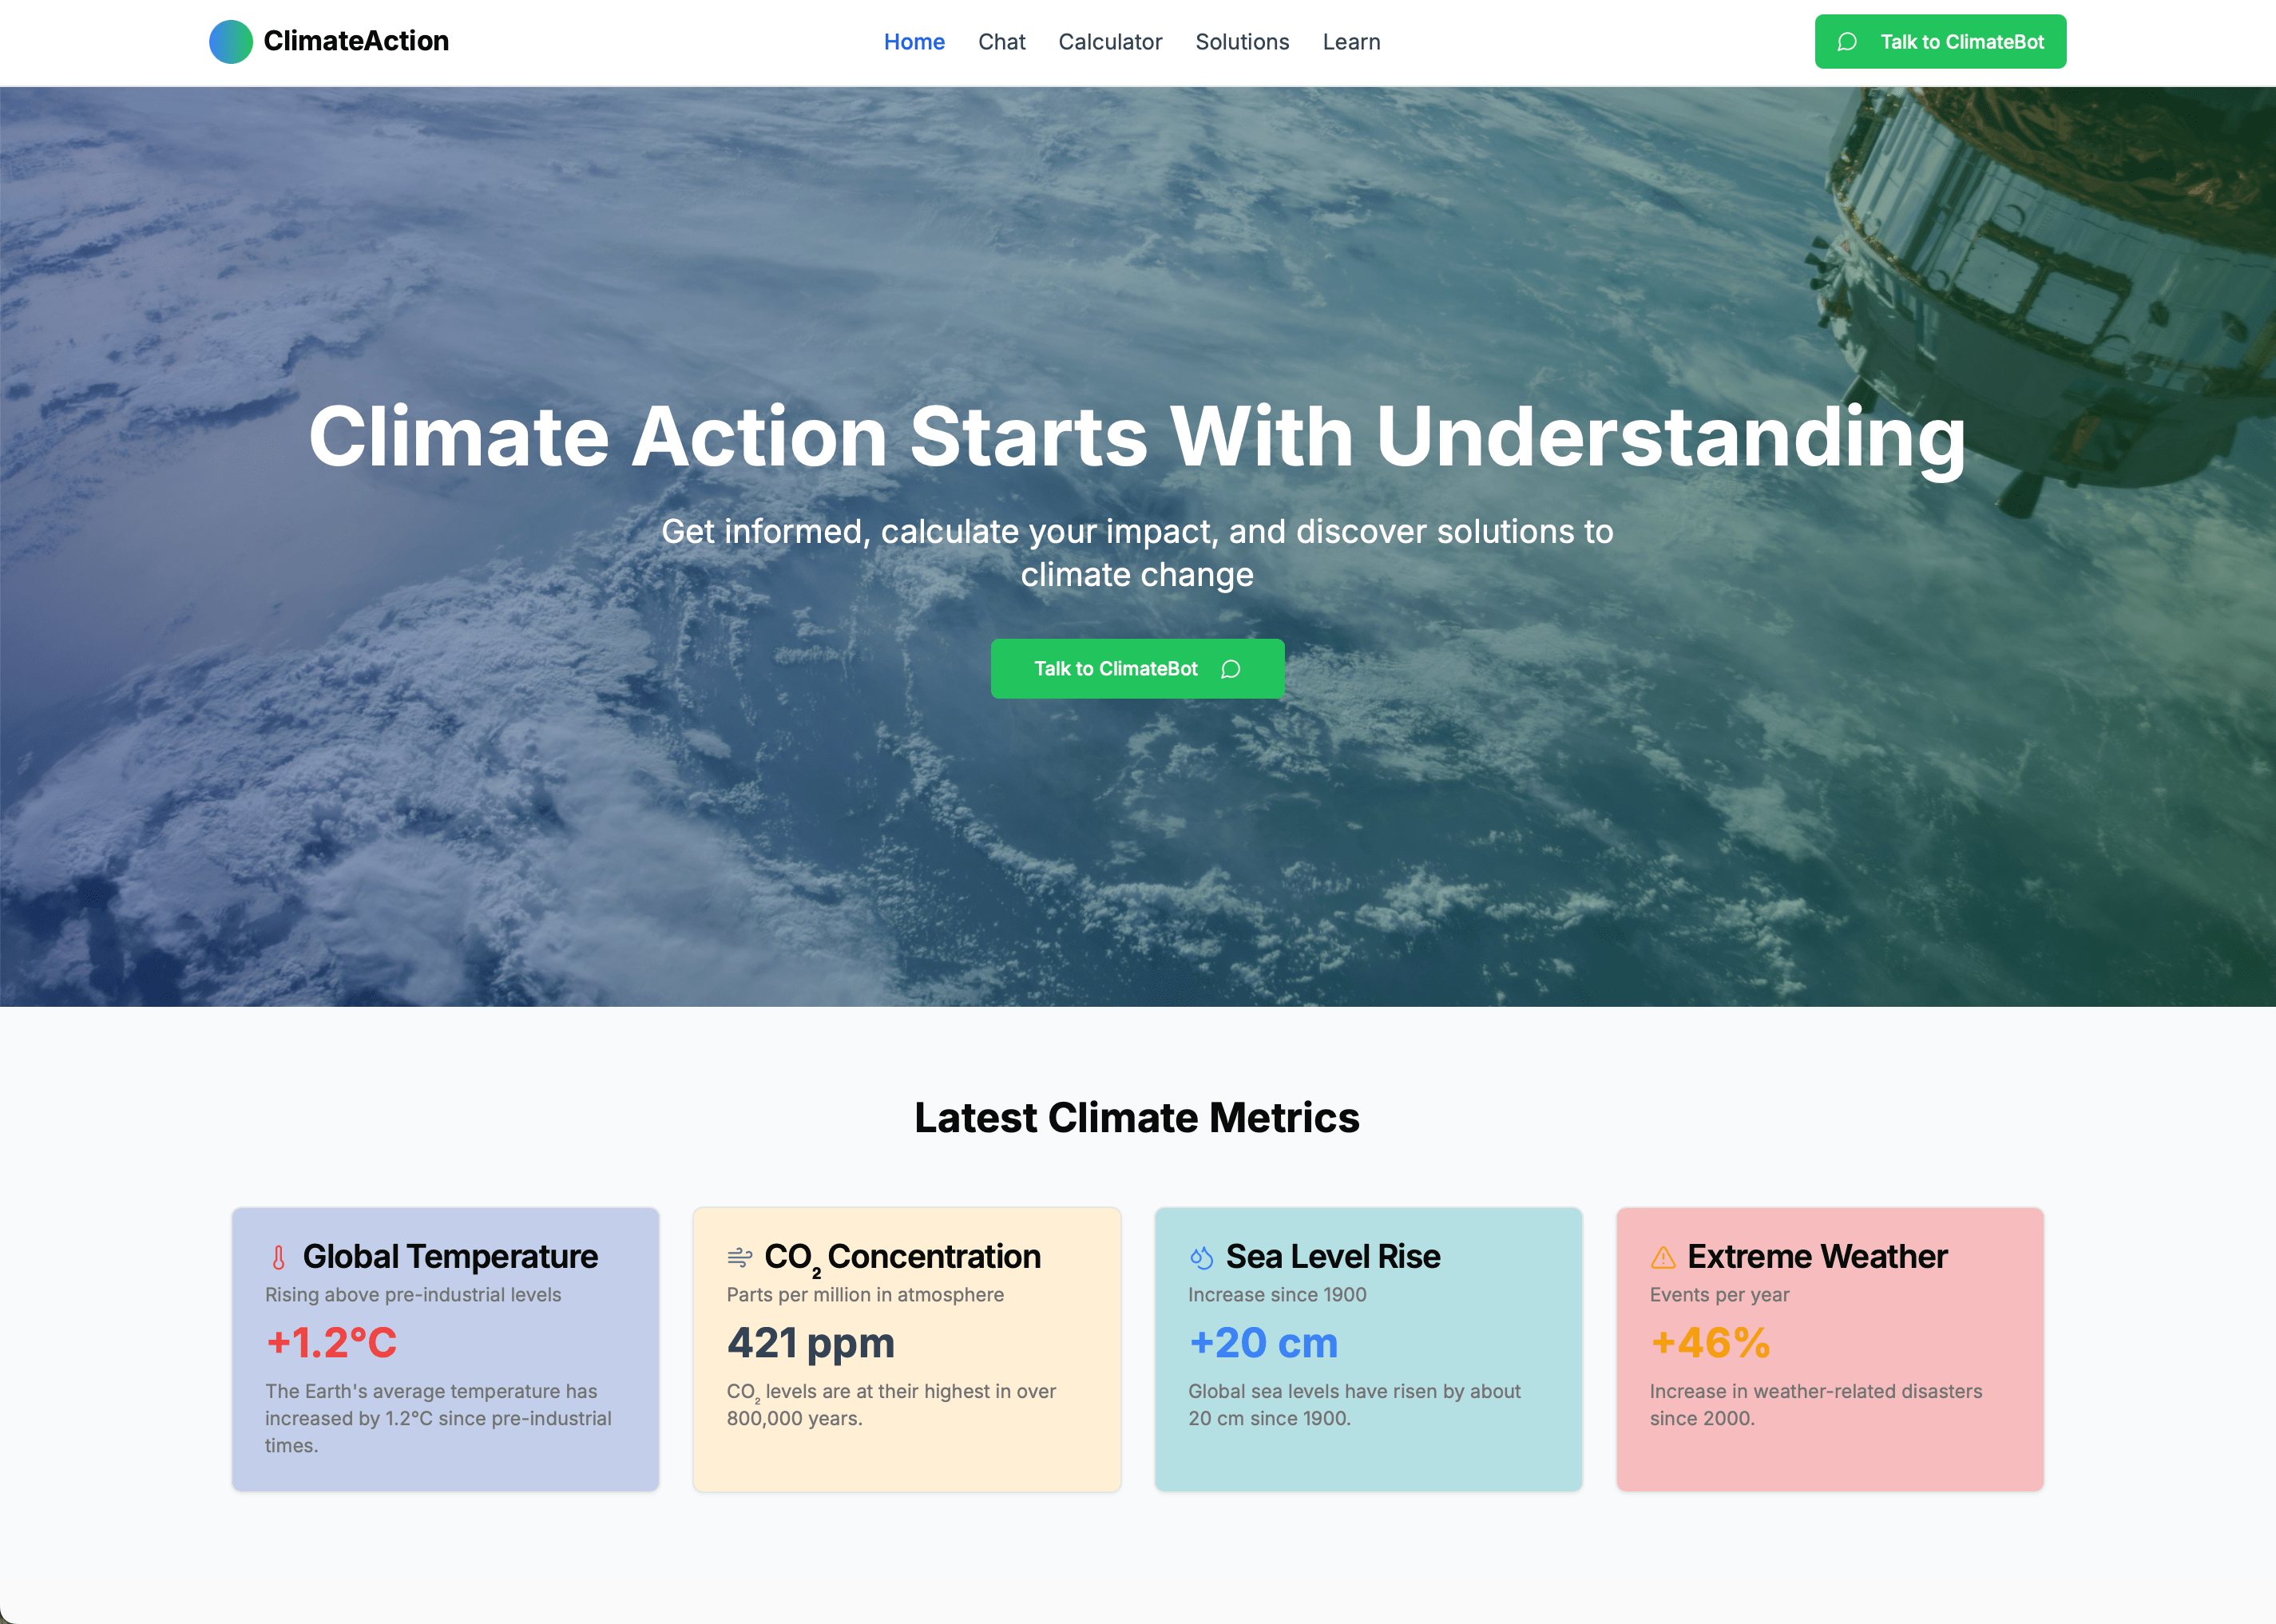 ClimateAction
Home
Chat
Calculator
Solutions
Learn
Talk to ClimateBot
Climate Action Starts With Understanding
Get informed, calculate your impact, and discover solutions to
climate change
Talk to ClimateBot
Latest Climate Metrics
Global Temperature
Rising above pre-industrial levels
+1.2°C
The Earth's average temperature has
increased by 1.2°C since pre-industrial
times.
CO₂ Concentration
Parts per million in atmosphere
421 ppm
CO₂ levels are at their highest in over
800,000 years.
Sea Level Rise
Increase since 1900
+20 cm
Global sea levels have risen by about
20 cm since 1900.
Extreme Weather
Events per year
+46%
Increase in weather-related disasters
since 2000.